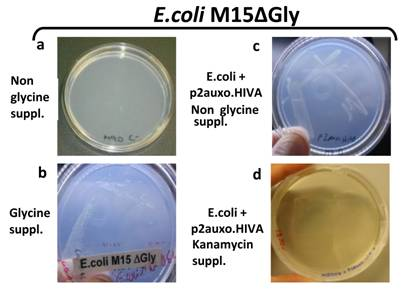 E.coli M15ΔGly
a
Non
glycine
suppl.
b
Glycine
suppl.
E.coli M15 ΔGly
c
E.coli +
p2auxo.HIVA
Non glycine
suppl.
d
E.coli +
p2auxo.HIVA
Kanamycin
suppl.